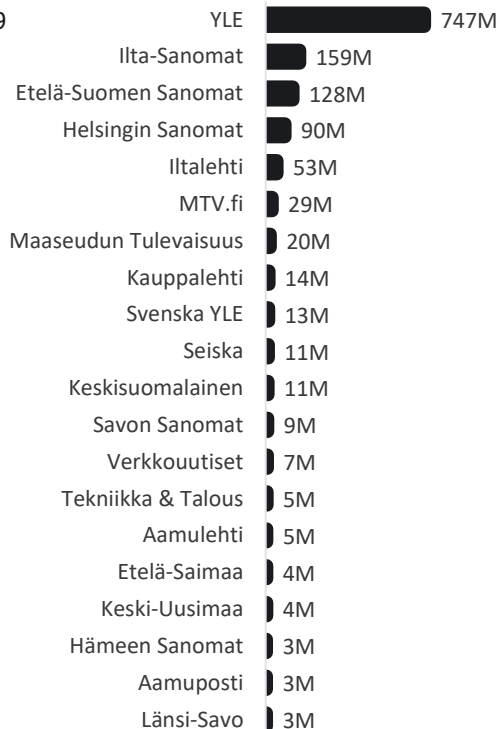 9
YLE 747M
Ilta-Sanomat 159M
Etelä-Suomen Sanomat 128M
Helsingin Sanomat 90M
Iltalehti 53M
MTV.fi 29M
Maaseudun Tulevaisuus 20M
Kauppalehti 14M
Svenska YLE 13M
Seiska 11M
Keskisuomalainen 11M
Savon Sanomat 9M
Verkkouutiset 7M
Tekniikka & Talous 5M
Aamulehti 5M
Etelä-Saimaa 4M
Keski-Uusimaa 4M
Hämeen Sanomat 3M
Aamuposti 3M
Länsi-Savo 3M